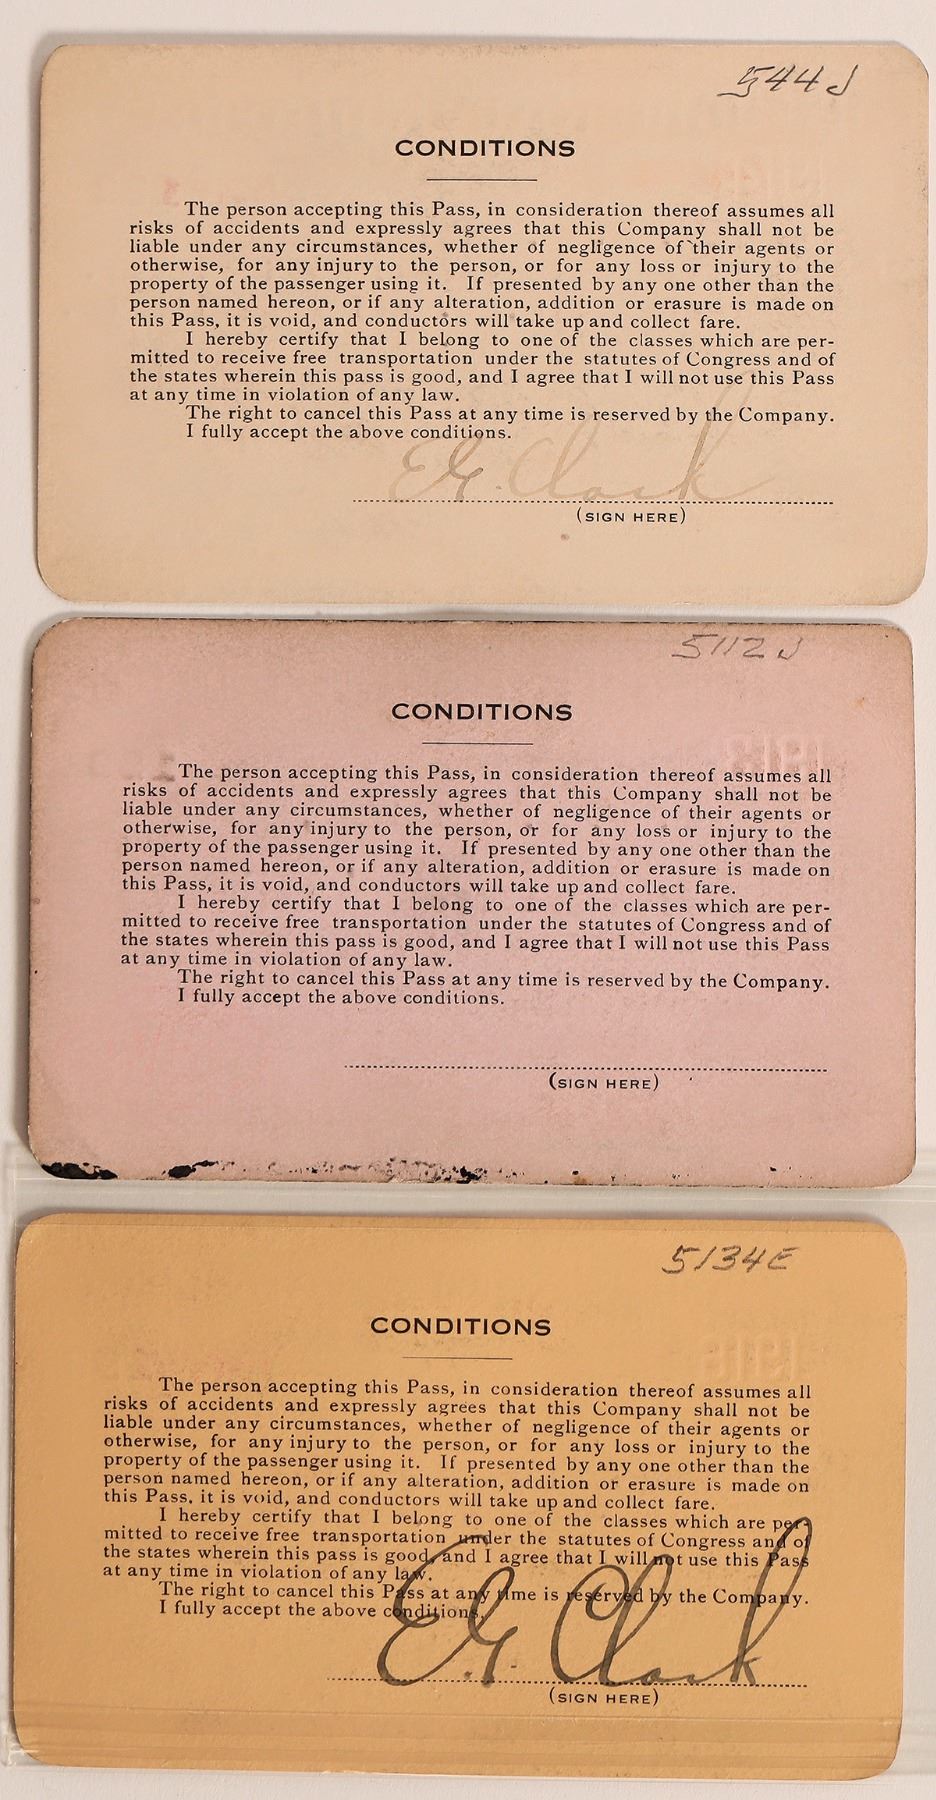 544J
CONDITIONS
The person accepting this Pass, in consideration thereof assumes all
risks of accidents and expressly agrees that this Company shall not be
liable under any circumstances, whether of negligence of their agents or
otherwise, for any injury to the person, or for any loss or injury to the
property of the passenger using it. If presented by any one other than the
person named hereon, or if any alteration, addition or erasure is made on
this Pass, it is void, and conductors will take up and collect fare.
I hereby certify that I belong to one of the classes which are per-
mitted to receive free transportation under the statutes of Congress and of
the states wherein this pass is good, and I agree that I will not use this Pass
at any time in violation of any law.
The right to cancel this Pass at any time is reserved by the Company.
I fully accept the above conditions.
E.G. Clark
(SIGN HERE)
5112J
CONDITIONS
The person accepting this Pass, in consideration thereof assumes all
risks of accidents and expressly agrees that this Company shall not be
liable under any circumstances, whether of negligence of their agents or
otherwise, for any injury to the person, or for any loss or injury to the
property of the passenger using it. If presented by any one other than the
person named hereon, or if any alteration, addition or erasure is made on
this Pass, it is void, and conductors will take up and collect fare.
I hereby certify that I belong to one of the classes which are per-
mitted to receive free transportation under the statutes of Congress and of
the states wherein this pass is good, and I agree that I will not use this Pass
at any time in violation of any law.
The right to cancel this Pass at any time is reserved by the Company.
I fully accept the above conditions.
(SIGN HERE)
5134E
CONDITIONS
The person accepting this Pass, in consideration thereof assumes all
risks of accidents and expressly agrees that this Company shall not be
liable under any circumstances, whether of negligence of their agents or
otherwise, for any injury to the person, or for any loss or injury to the
property of the passenger using it. If presented by any one other than the
person named hereon, or if any alteration, addition or erasure is made on
this Pass, it is void, and conductors will take up and collect fare.
I hereby certify that I belong to one of the classes which are per-
mitted to receive free transportation under the statutes of Congress and of
the states wherein this pass is good, and I agree that I will not use this Pass
at any time in violation of any law.
The right to cancel this Pass at any time is reserved by the Company.
I fully accept the above conditions.
E.G. Clark
(SIGN HERE)